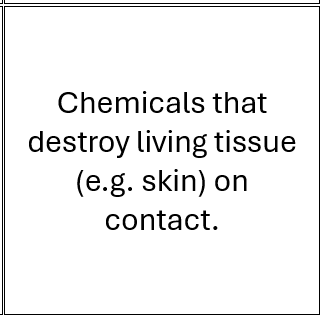 Chemicals that
destroy living tissue
(e.g. skin) on
contact.